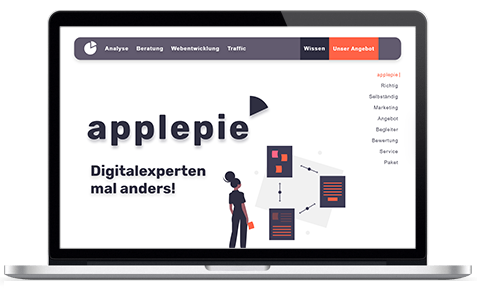 Analyse Beratung Webentwicklung Traffic Wissen Unser Angebot
applepie
Richtig
Selbständig
Marketing
Angebot
Begleiter
Bewertung
Service
Paket
applepie
Digitalexperten
mal anders!